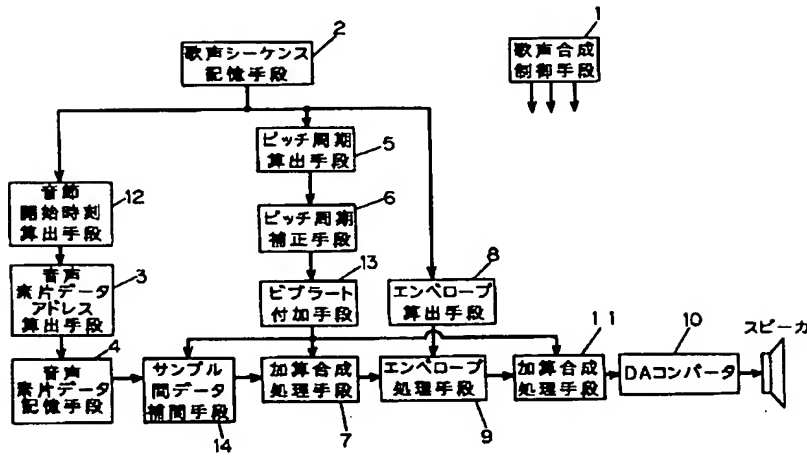 2
歌声シーケンス
記憶手段
1
歌声合成
制御手段
ピッチ周期
算出手段
5
音節
開始時刻
算出手段
12
ピッチ周期
補正手段
6
音声
素片データ
アドレス
算出手段
3
ビブラート
付加手段
13
エンベロープ
算出手段
8
音声
素片データ
記憶手段
4
サンプル
間データ
補間手段
14
加算合成
処理手段
7
エンベロープ
処理手段
9
加算合成
処理手段
11
DAコンバータ
10
スピーカ